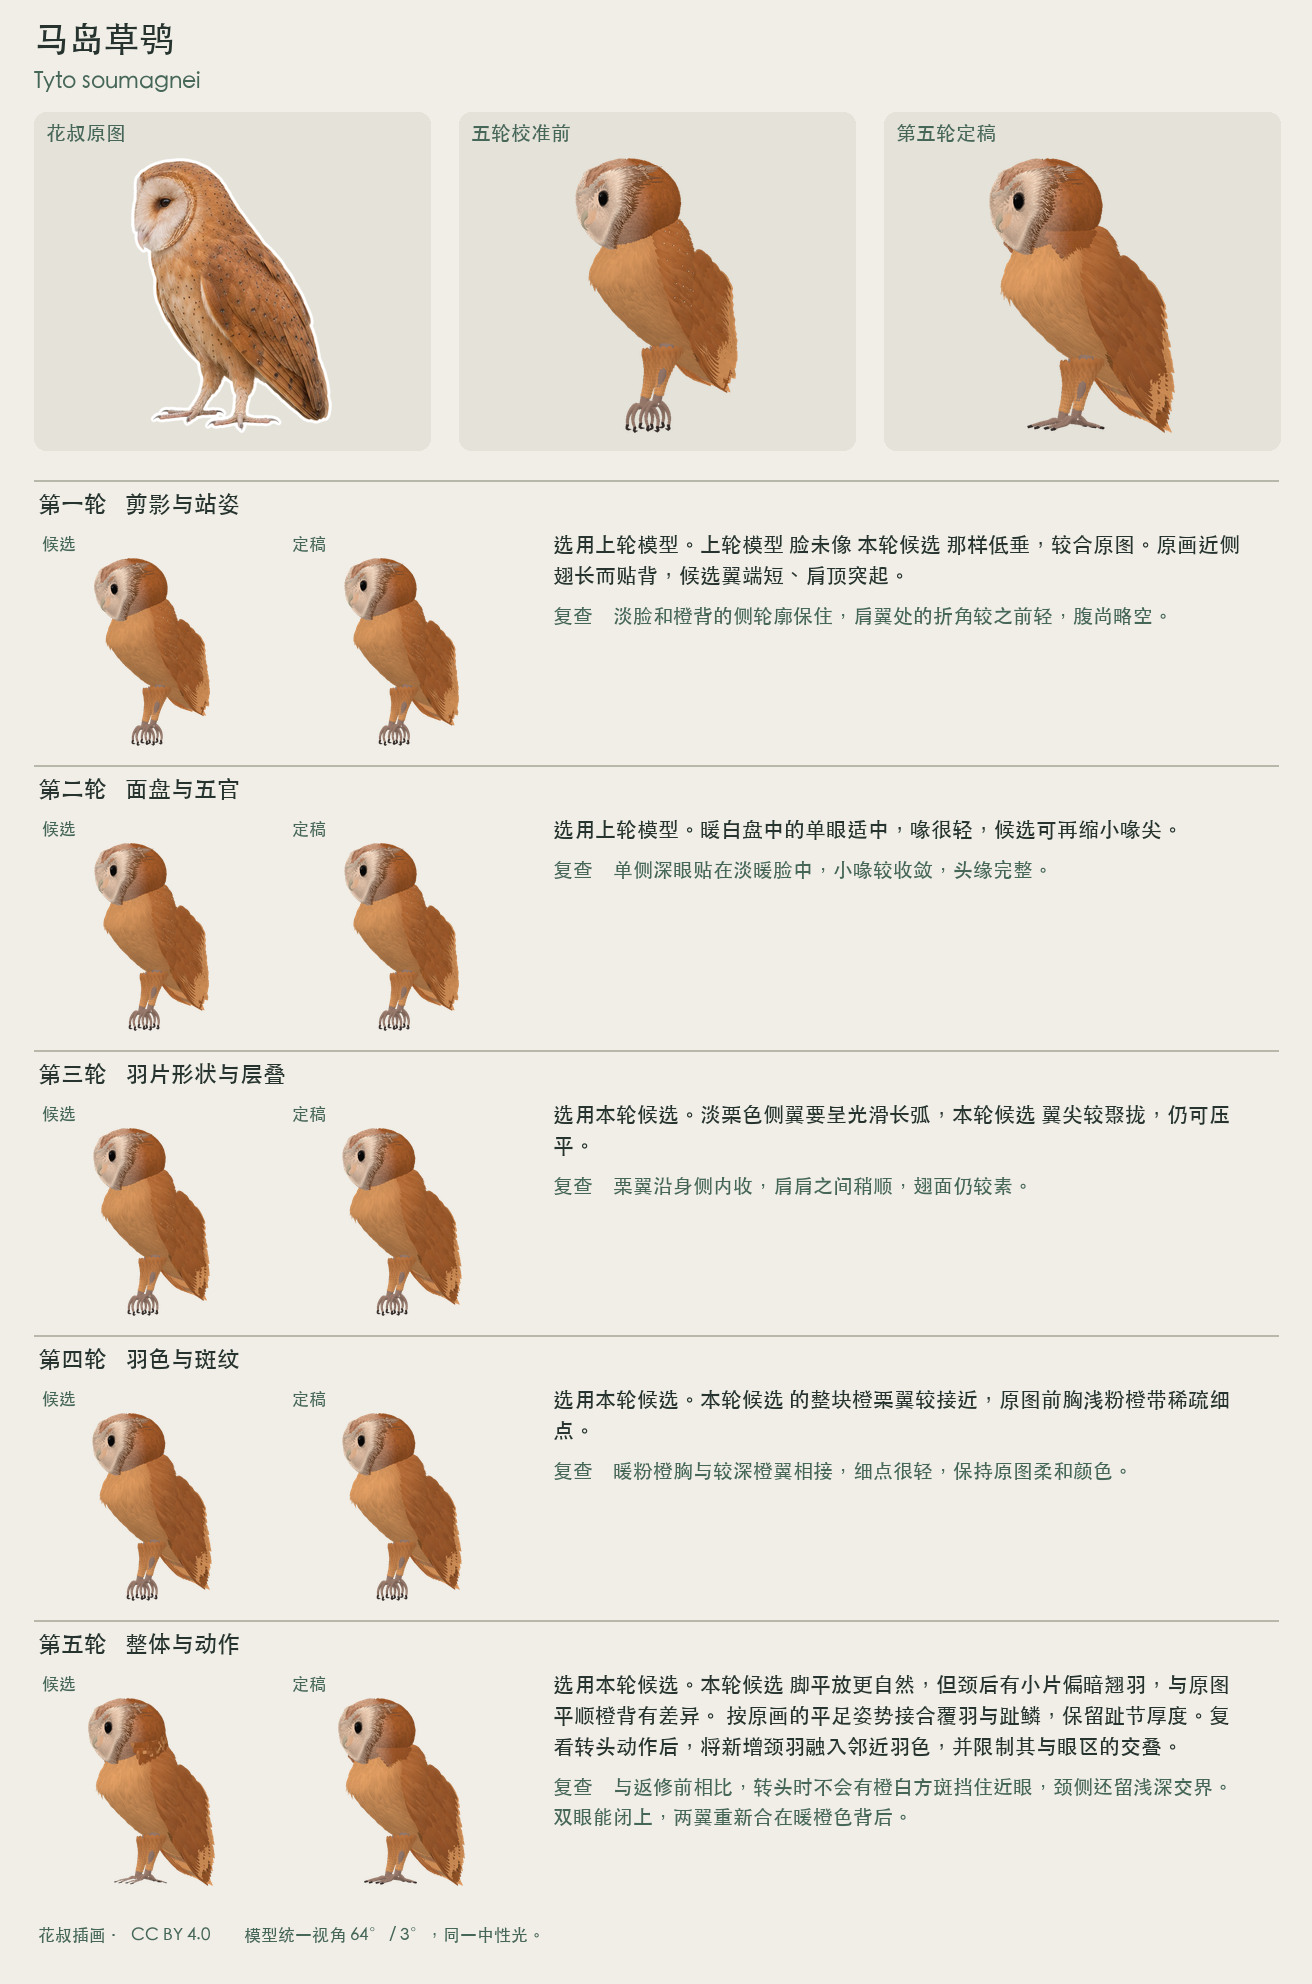 马岛草鸮
Tyto soumagnei
花叔原图
五轮校准前
第五轮定稿
第一轮 剪影与站姿
候选
定稿
选用上轮模型。上轮模型 脸未像 本轮候选 那样低垂，较合原图。原画近侧
翅长而贴背，候选翼端短、肩顶突起。
复查 淡脸和橙背的侧轮廓保住，肩翼处的折角较之前轻，腹尚略空。
第二轮 面盘与五官
候选
定稿
选用上轮模型。暖白盘中的单眼适中，喙很轻，候选可再缩小喙尖。
复查 单侧深眼贴在淡暖脸中，小喙较收敛，头缘完整。
第三轮 羽片形状与层叠
候选
定稿
选用本轮候选。淡栗色侧翼要呈光滑长弧，本轮候选 翼尖较聚拢，仍可压
平。
复查 栗翼沿身侧内收，肩肩之间稍顺，翅面仍较素。
第四轮 羽色与斑纹
候选
定稿
选用本轮候选。本轮候选 的整块橙栗翼较接近，原图前胸浅粉橙带稀疏细
点。
复查 暖粉橙胸与较深橙翼相接，细点很轻，保持原图柔和颜色。
第五轮 整体与动作
候选
定稿
选用本轮候选。本轮候选 脚平放更自然，但颈后有小片偏暗翘羽，与原图
平顺橙背有差异。 按原画的平足姿势接合覆羽与趾鳞，保留趾节厚度。复
看转头动作后，将新增颈羽融入邻近羽色，并限制其与眼区的交叠。
复查 与返修前相比，转头时不会有橙白方斑挡住近眼，颈侧还留浅深交界。
双眼能闭上，两翼重新合在暖橙色背后。
花叔插画 · CC BY 4.0 模型统一视角 64° / 3° ，同一中性光。